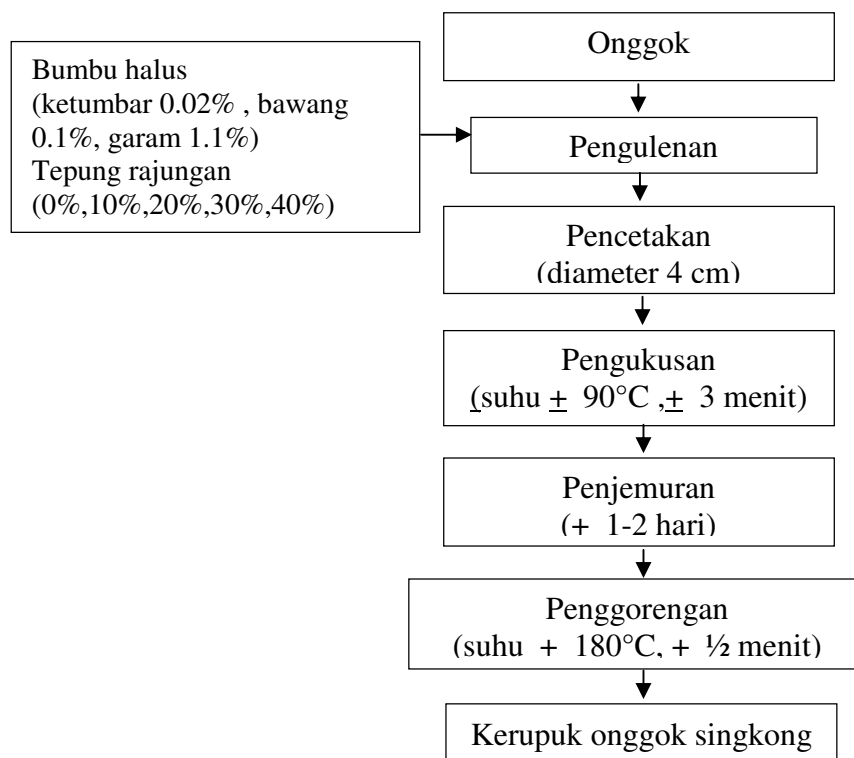 Onggok
Bumbu halus
(ketumbar 0.02% , bawang
0.1%, garam 1.1%)
Tepung rajungan
(0%,10%,20%,30%,40%)
Pengulenan
Pencetakan
(diameter 4 cm)
Pengukusan
(suhu ± 90°C ,± 3 menit)
Penjemuran
(+ 1-2 hari)
Penggorengan
(suhu + 180°C, + ½ menit)
Kerupuk onggok singkong